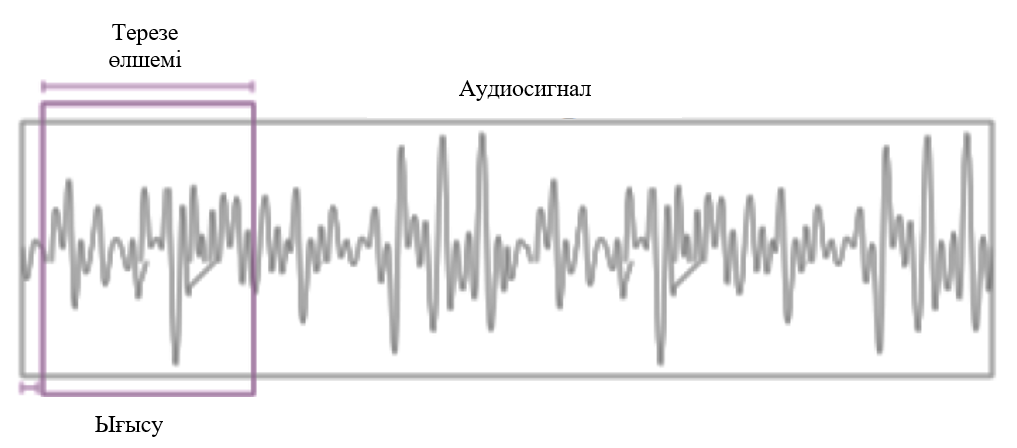 Терезе
өлшемі
Аудиосигнал
Ығысу